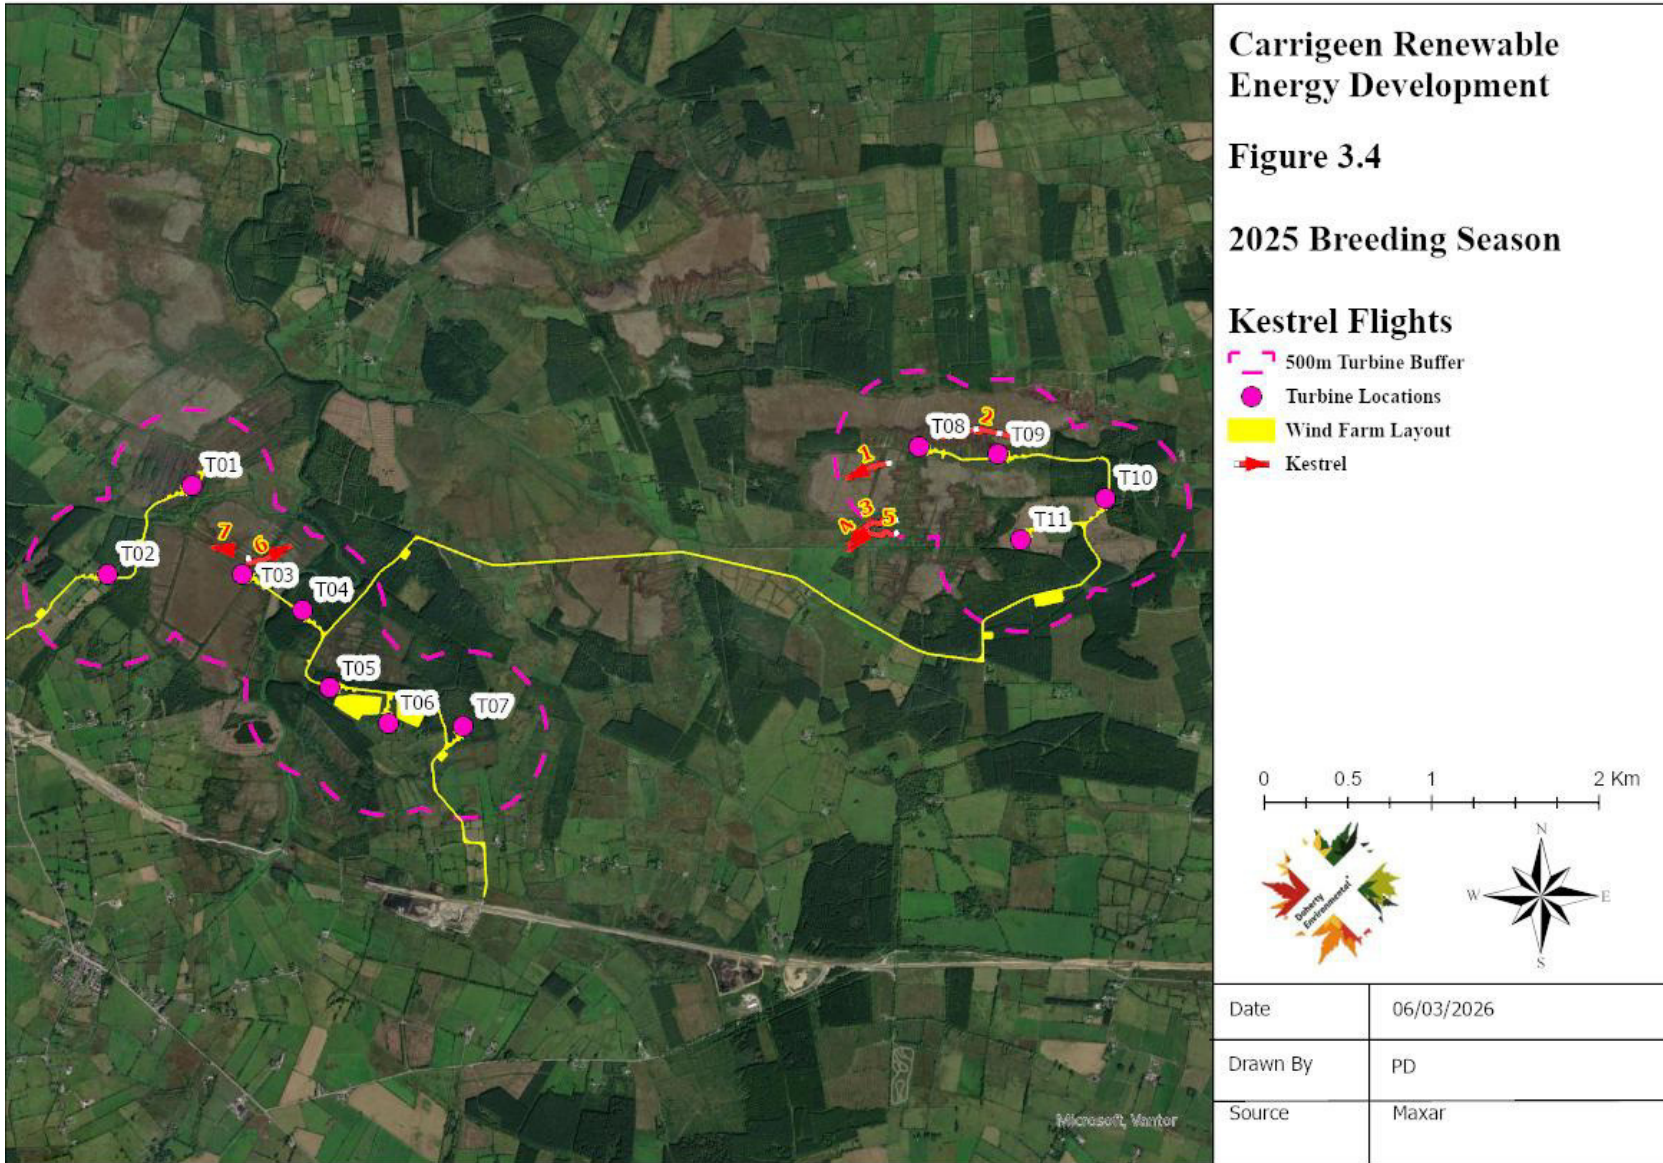 Carrigeen Renewable
Energy Development
Figure 3.4
2025 Breeding Season
Kestrel Flights
500m Turbine Buffer
Turbine Locations
Wind Farm Layout
Kestrel
T08
2
T09
1
T01
T10
3
5
4
T11
7
6
T02
T03
T04
T05
T06
T07
0 0.5 1 2 Km
N
W E
S
Doherty
Environmental
Date 06/03/2026
Drawn By PD
Source Maxar
Microsoft, Vantor